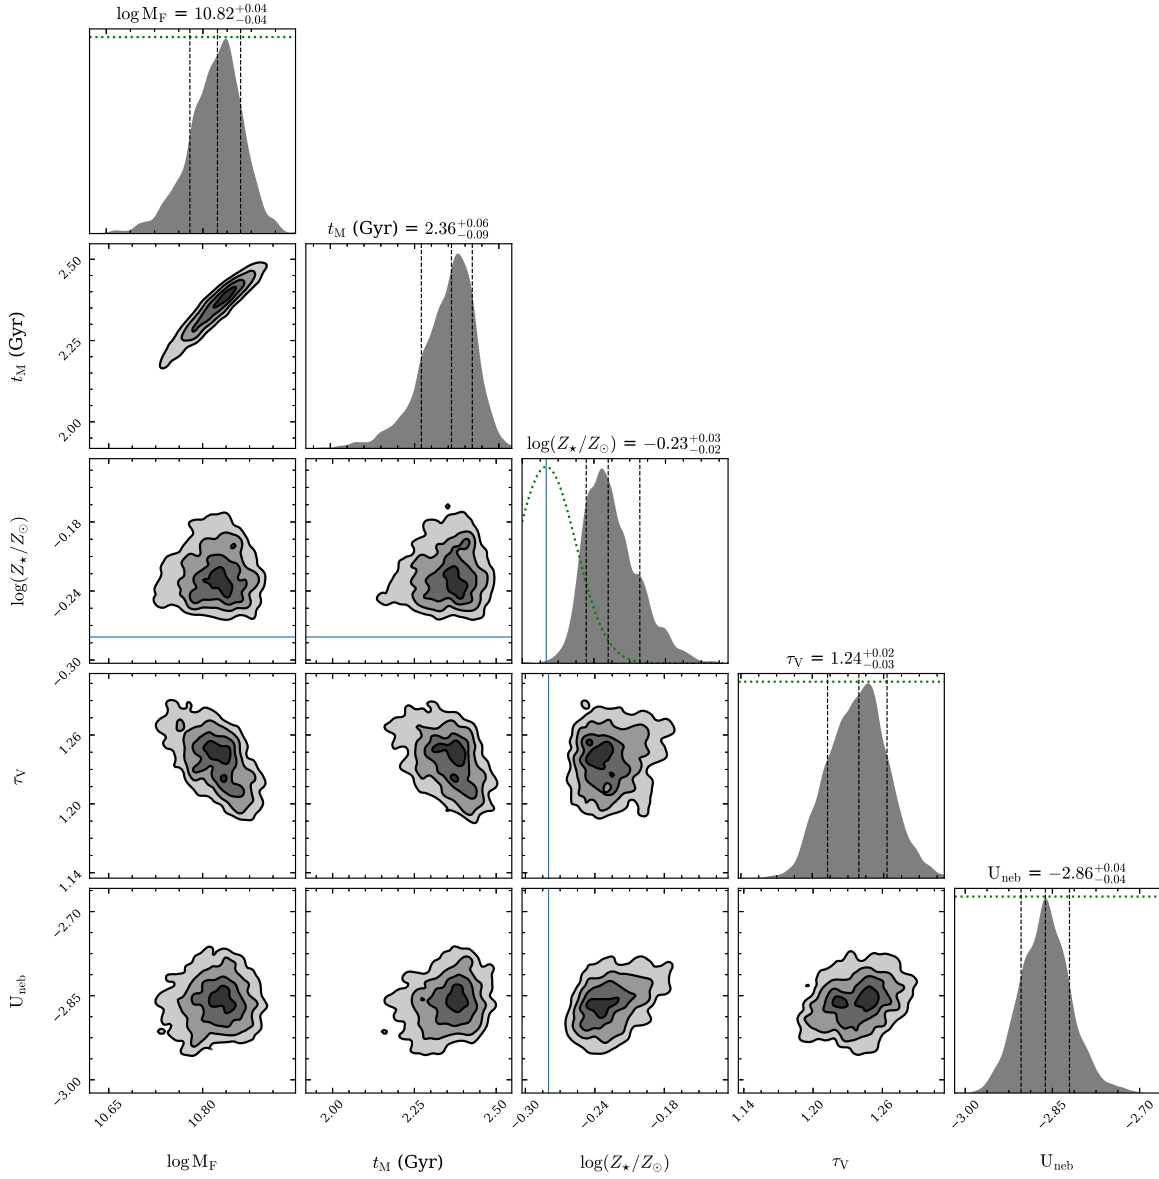 log M_F = 10.82^{+0.04}_{−0.04}
t_M (Gyr) = 2.36^{+0.06}_{−0.09}
2.50
2.25
2.00
t_M (Gyr)
log(Z_⋆/Z_⊙) = −0.23^{+0.03}_{−0.02}
−0.18
−0.24
−0.30
log(Z_⋆/Z_⊙)
τ_V = 1.24^{+0.02}_{−0.03}
1.26
1.20
1.14
τ_V
U_neb = −2.86^{+0.04}_{−0.04}
−2.70
−2.85
−3.00
U_neb
10.65 10.80 2.00 2.25 2.50 −0.30 −0.24 −0.18 1.14 1.20 1.26 −3.00 −2.85 −2.70
log M_F t_M (Gyr) log(Z_⋆/Z_⊙) τ_V U_neb